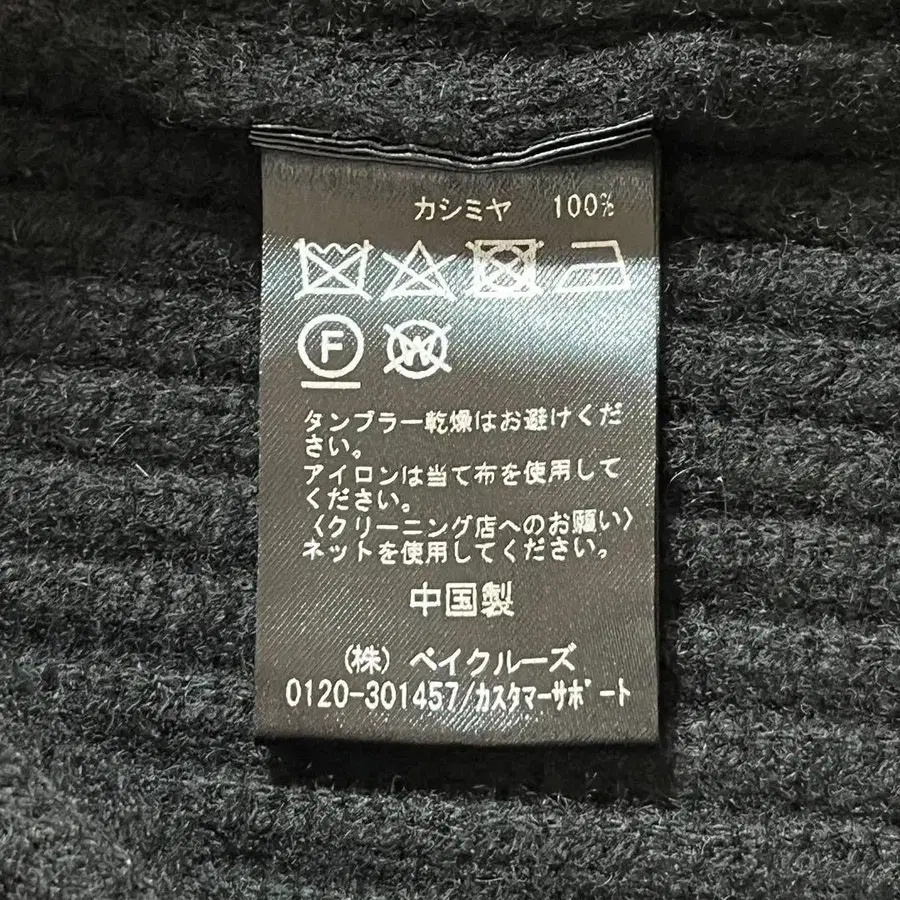 カシミヤ 100%
F W
タンブラー乾燥はお避けくだ
さい。
アイロンは当て布を使用して
ください。
〈クリーニング店へのお願い〉
ネットを使用してください。
中国製
(株) ベイクルーズ
0120-301457/ｶｽﾀﾏｰｻﾎﾟｰﾄ